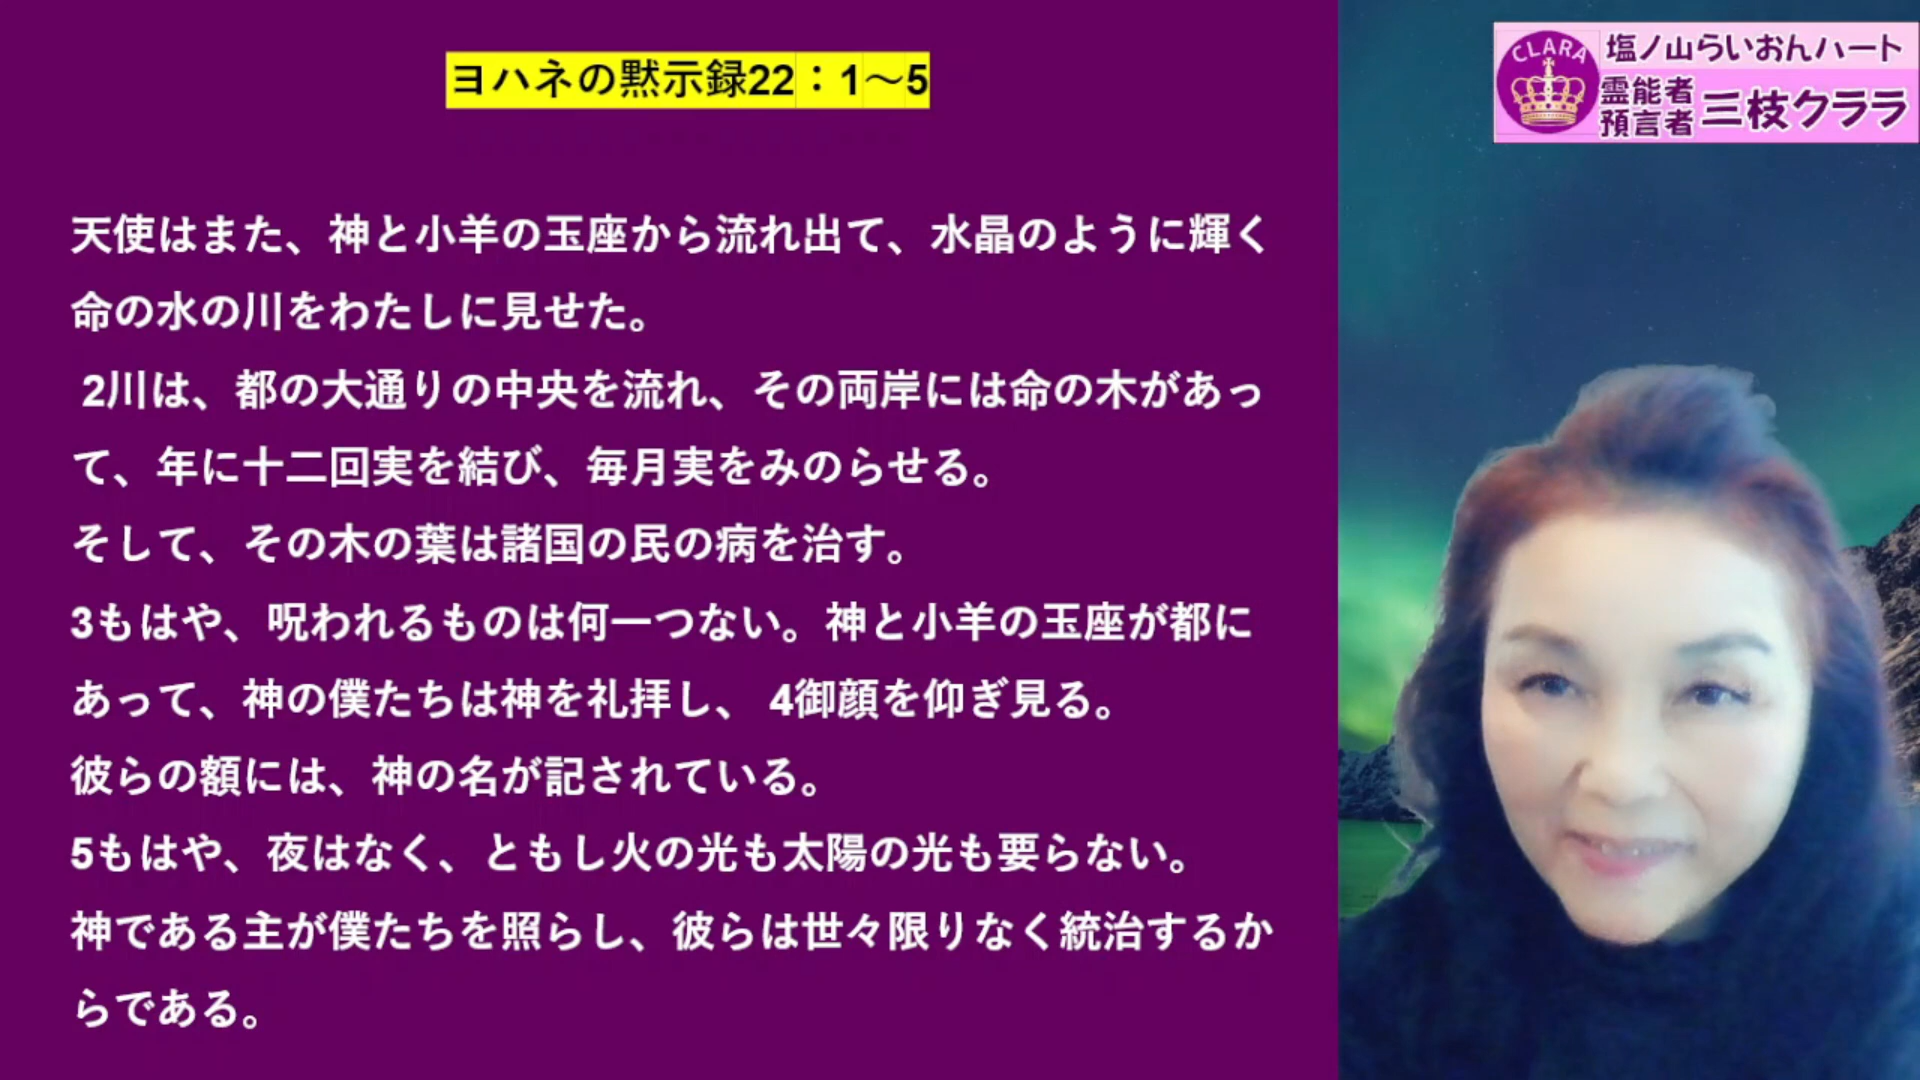 ヨハネの黙示録22：1～5
CLARA
塩ノ山らいおんハート
霊能者
預言者
三枝クララ
天使はまた、神と小羊の玉座から流れ出て、水晶のように輝く
命の水の川をわたしに見せた。
2川は、都の大通りの中央を流れ、その両岸には命の木があっ
て、年に十二回実を結び、毎月実をみのらせる。
そして、その木の葉は諸国の民の病を治す。
3もはや、呪われるものは何一つない。神と小羊の玉座が都に
あって、神の僕たちは神を礼拝し、 4御顔を仰ぎ見る。
彼らの額には、神の名が記されている。
5もはや、夜はなく、ともし火の光も太陽の光も要らない。
神である主が僕たちを照らし、彼らは世々限りなく統治するか
らである。